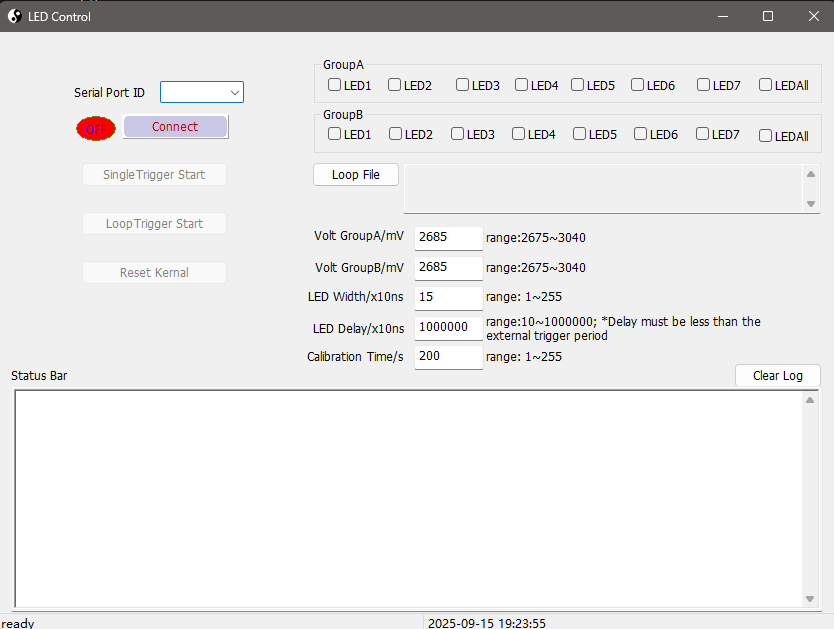 LED Control
Serial Port ID
OFF Connect
SingleTrigger Start
LoopTrigger Start
Reset Kernal
GroupA
LED1 LED2 LED3 LED4 LED5 LED6 LED7 LEDAll
GroupB
LED1 LED2 LED3 LED4 LED5 LED6 LED7 LEDAll
Loop File
Volt GroupA/mV 2685 range:2675~3040
Volt GroupB/mV 2685 range:2675~3040
LED Width/x10ns 15 range: 1~255
LED Delay/x10ns 1000000 range:10~1000000; *Delay must be less than the
external trigger period
Calibration Time/s 200 range: 1~255
Status Bar
Clear Log
ready 2025-09-15 19:23:55